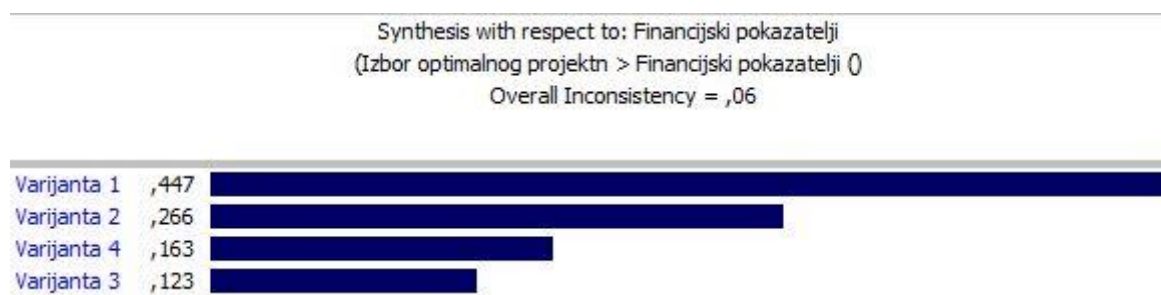 Synthesis with respect to: Financijski pokazatelji
(Izbor optimalnog projektn > Financijski pokazatelji ()
Overall Inconsistency = ,06
Varijanta 1 ,447
Varijanta 2 ,266
Varijanta 4 ,163
Varijanta 3 ,123